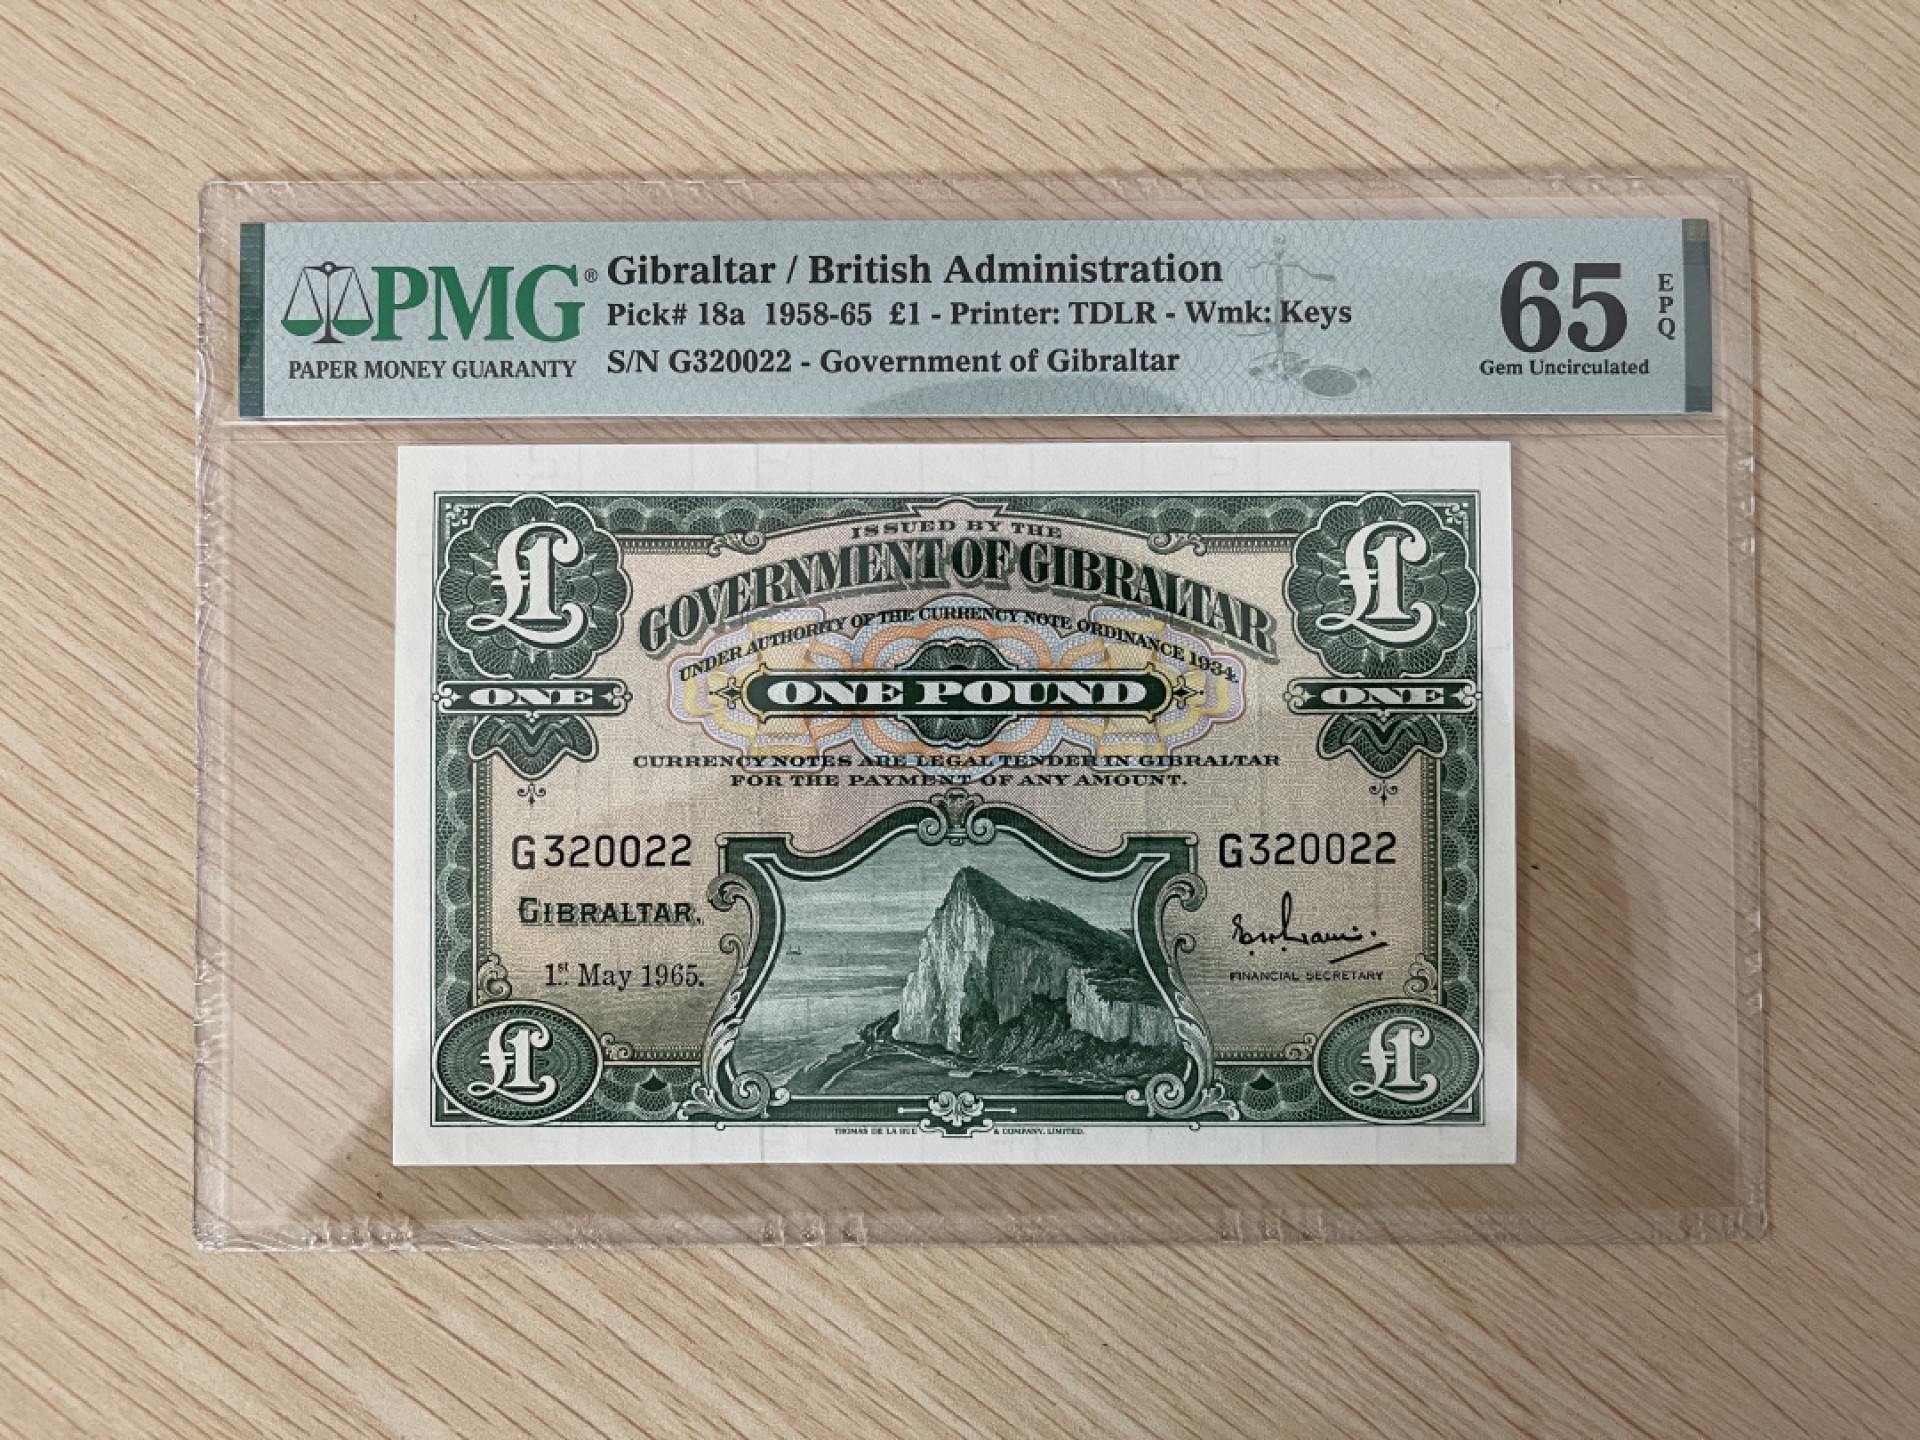 PMG®
PAPER MONEY GUARANTY
Gibraltar / British Administration
Pick# 18a 1958-65 £1 - Printer: TDLR - Wmk: Keys
S/N G320022 - Government of Gibraltar
65 EPQ
Gem Uncirculated
£1 £1
ISSUED BY THE
GOVERNMENT OF GIBRALTAR
UNDER AUTHORITY OF THE CURRENCY NOTE ORDINANCE 1934.
ONE ONE POUND ONE
CURRENCY NOTES ARE LEGAL TENDER IN GIBRALTAR
FOR THE PAYMENT OF ANY AMOUNT.
G320022 G320022
GIBRALTAR,
1st May 1965.
FINANCIAL SECRETARY
£1 £1
THOMAS DE LA RUE & COMPANY, LIMITED.